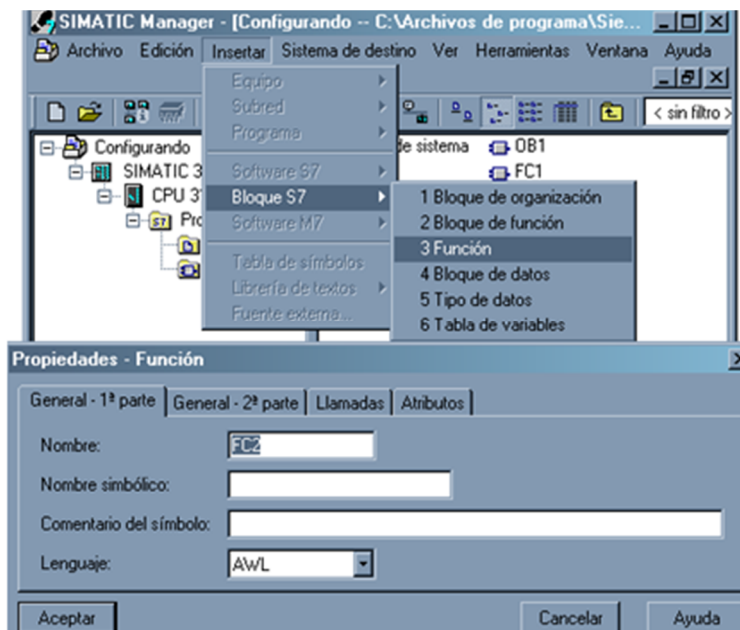 SIMATIC Manager - [Configurando -- C:\Archivos de programa\Sie...
Archivo Edición Insertar Sistema de destino Ver Herramientas Ventana Ayuda
Equipo
Subred
Programa
Software S7
Bloque S7
Software M7
Tabla de símbolos
Librería de textos
Fuente externa...
< sin filtro >
Configurando
SIMATIC 3
CPU 31
S7 Pro
de sistema
OB1
FC1
1 Bloque de organización
2 Bloque de función
3 Función
4 Bloque de datos
5 Tipo de datos
6 Tabla de variables
Propiedades - Función
General - 1ª parte General - 2ª parte Llamadas Atributos
Nombre: FC2
Nombre simbólico:
Comentario del símbolo:
Lenguaje: AWL
Aceptar Cancelar Ayuda